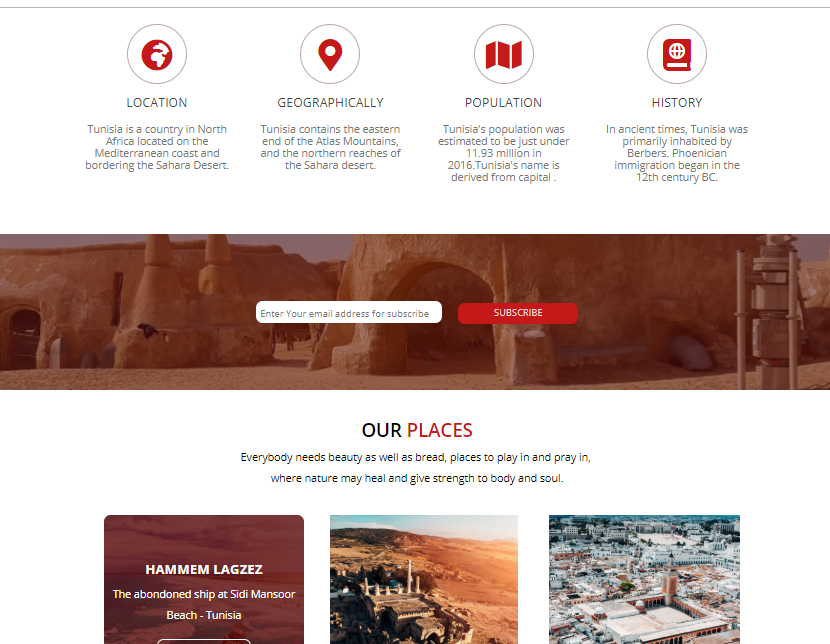 LOCATION
Tunisia is a country in North
Africa located on the
Mediterranean coast and
bordering the Sahara Desert.
GEOGRAPHICALLY
Tunisia contains the eastern
end of the Atlas Mountains,
and the northern reaches of
the Sahara desert.
POPULATION
Tunisia's population was
estimated to be just under
11.93 million in
2016.Tunisia's name is
derived from capital .
HISTORY
In ancient times, Tunisia was
primarily inhabited by
Berbers. Phoenician
immigration began in the
12th century BC.
Enter Your email address for subscribe
SUBSCRIBE
OUR PLACES
Everybody needs beauty as well as bread, places to play in and pray in,
where nature may heal and give strength to body and soul.
HAMMEM LAGZEZ
The abondoned ship at Sidi Mansoor
Beach - Tunisia